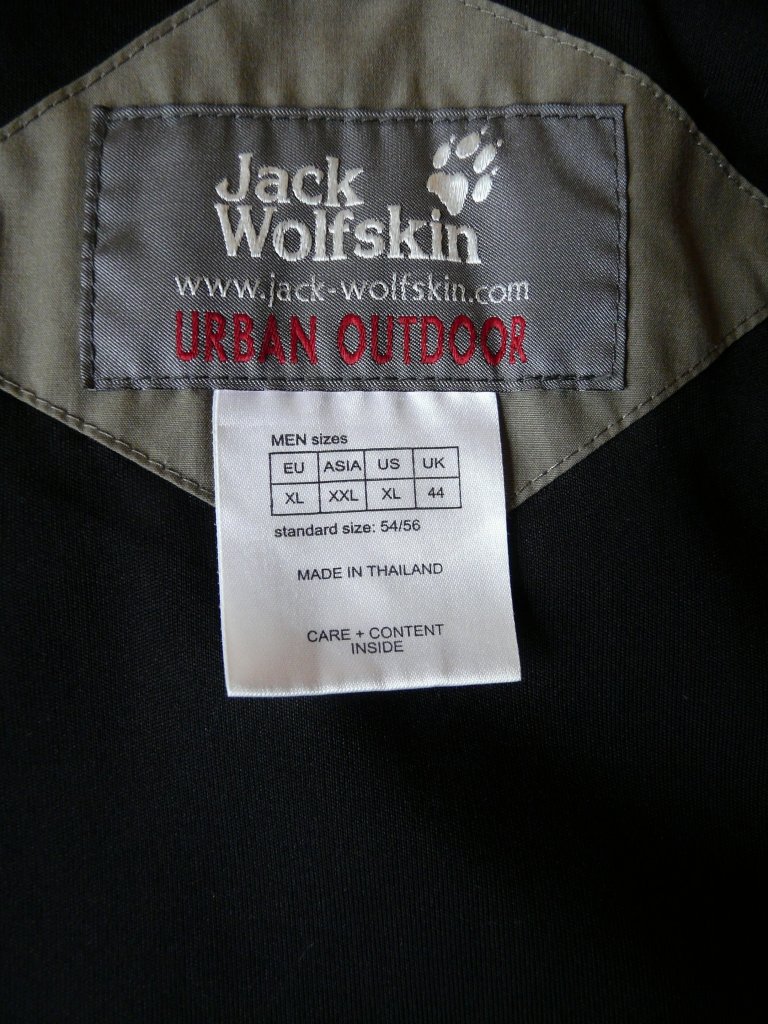 Jack
Wolfskin
www.jack-wolfskin.com
URBAN OUTDOOR
MEN sizes
EU ASIA US UK
XL XXL XL 44
standard size: 54/56
MADE IN THAILAND
CARE + CONTENT
INSIDE